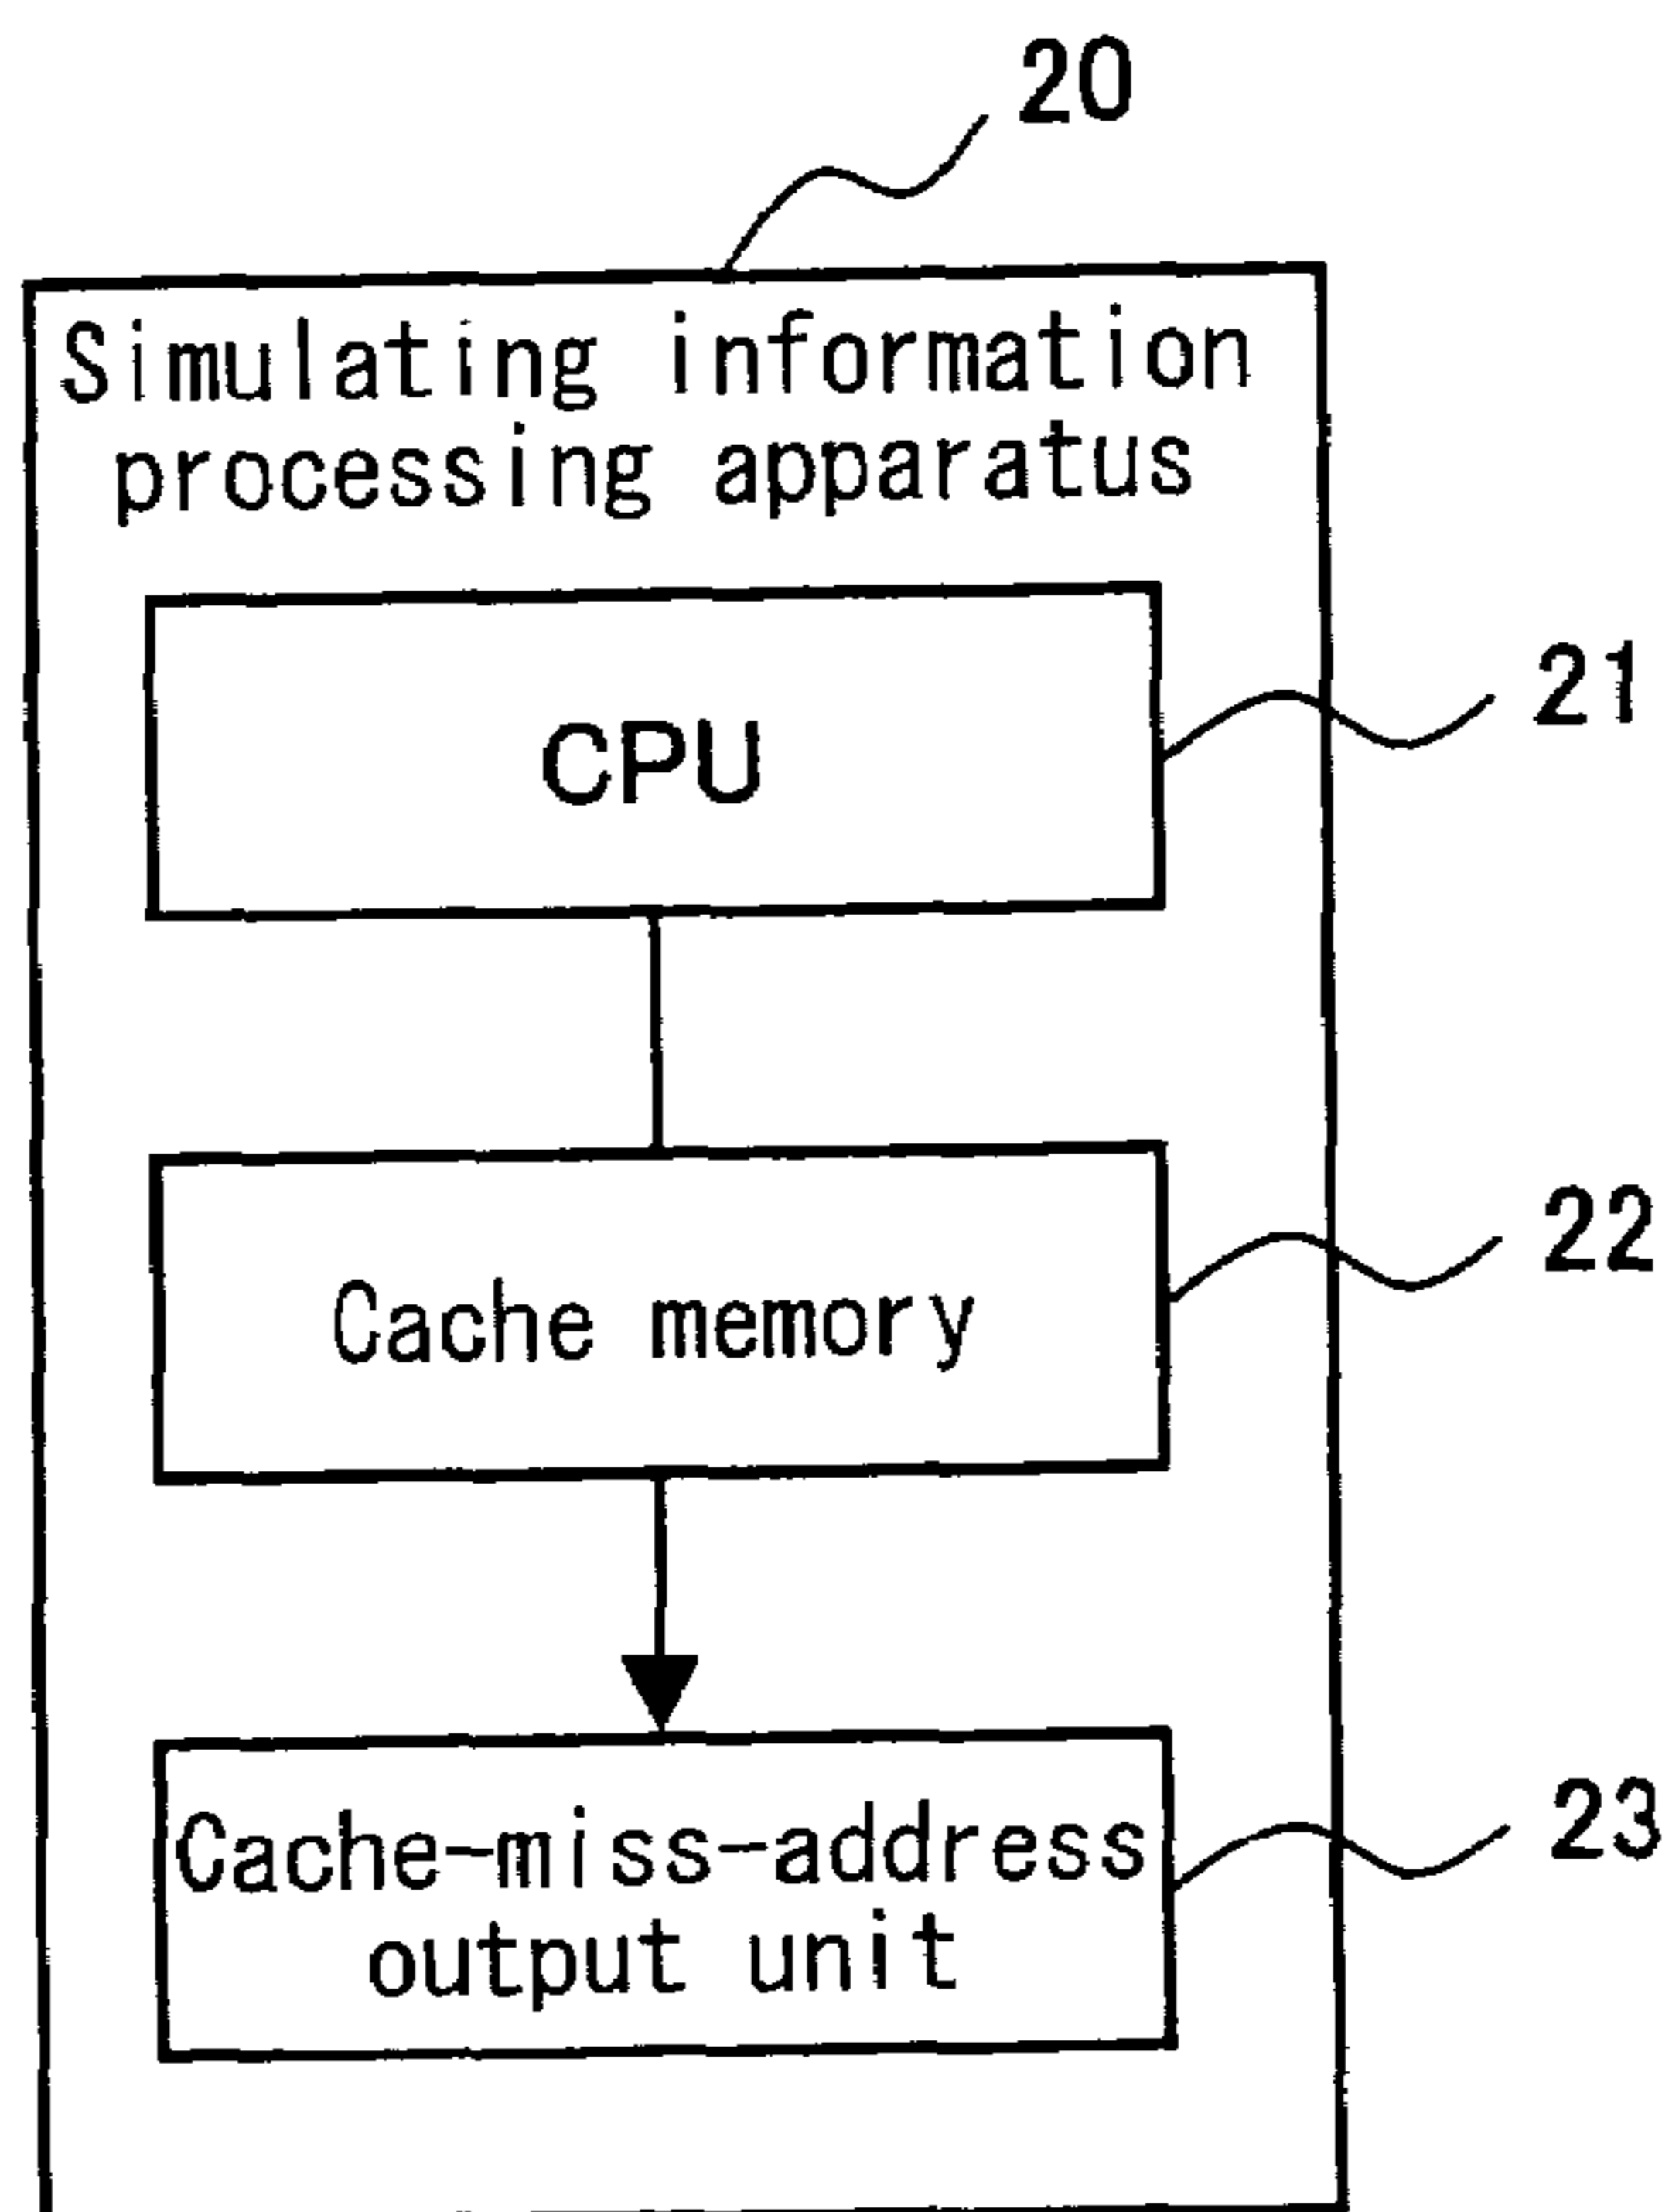 20
Simulating information
processing apparatus
CPU
21
Cache memory
22
Cache-miss-address
output unit
23